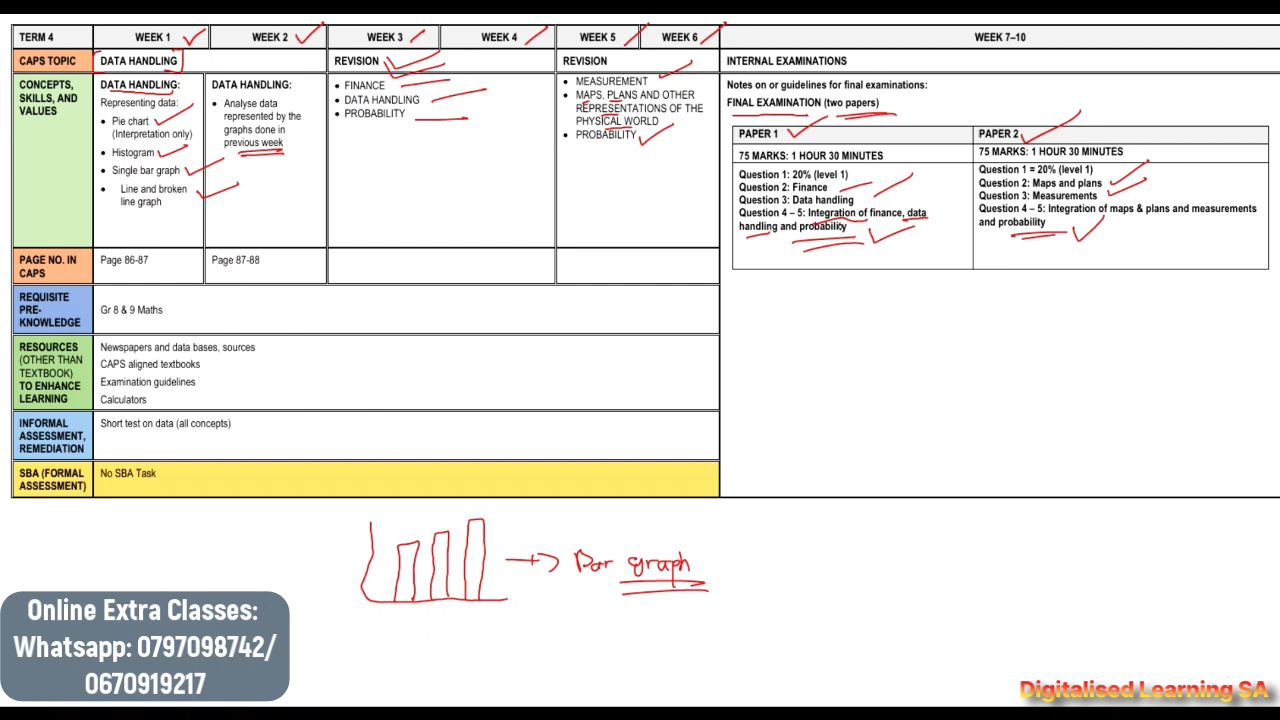 TERM 4
WEEK 1
WEEK 2
WEEK 3
WEEK 4
WEEK 5
WEEK 6
WEEK 7–10
CAPS TOPIC
DATA HANDLING
REVISION
REVISION
INTERNAL EXAMINATIONS
CONCEPTS,
SKILLS, AND
VALUES
DATA HANDLING:
Representing data:
• Pie chart
(Interpretation only)
• Histogram
• Single bar graph
• Line and broken
line graph
DATA HANDLING:
• Analyse data
represented by the
graphs done in
previous week
• FINANCE
• DATA HANDLING
• PROBABILITY
• MEASUREMENT
• MAPS, PLANS AND OTHER
REPRESENTATIONS OF THE
PHYSICAL WORLD
• PROBABILITY
Notes on or guidelines for final examinations:
FINAL EXAMINATION (two papers)
PAPER 1
75 MARKS: 1 HOUR 30 MINUTES
Question 1: 20% (level 1)
Question 2: Finance
Question 3: Data handling
Question 4 – 5: Integration of finance, data
handling and probability
PAPER 2
75 MARKS: 1 HOUR 30 MINUTES
Question 1 = 20% (level 1)
Question 2: Maps and plans
Question 3: Measurements
Question 4 – 5: Integration of maps & plans and measurements
and probability
PAGE NO. IN
CAPS
Page 86-87
Page 87-88
REQUISITE
PRE-
KNOWLEDGE
Gr 8 & 9 Maths
RESOURCES
(OTHER THAN
TEXTBOOK)
TO ENHANCE
LEARNING
Newspapers and data bases, sources
CAPS aligned textbooks
Examination guidelines
Calculators
INFORMAL
ASSESSMENT,
REMEDIATION
Short test on data (all concepts)
SBA (FORMAL
ASSESSMENT)
No SBA Task
Bar graph
Online Extra Classes:
Whatsapp: 0797098742/
0670919217
Digitalised Learning SA